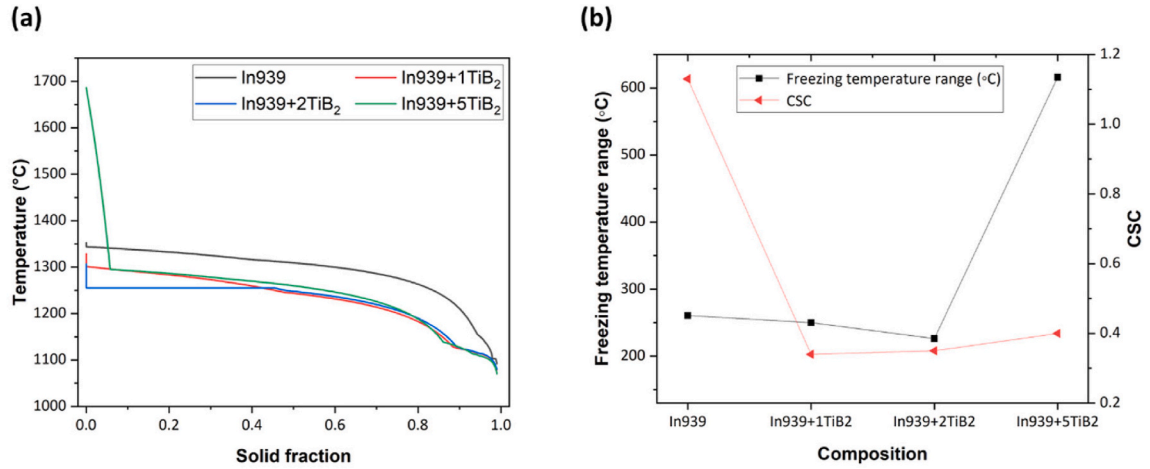 (a)
In939
In939+1TiB₂
In939+2TiB₂
In939+5TiB₂
Temperature (°C)
1700
1600
1500
1400
1300
1200
1100
1000
0.0
0.2
0.4
0.6
0.8
1.0
Solid fraction
(b)
Freezing temperature range (°C)
CSC
Freezing temperature range (°C)
600
500
400
300
200
1.2
1.0
0.8
0.6
0.4
0.2
CSC
In939
In939+1TiB2
In939+2TiB2
In939+5TiB2
Composition